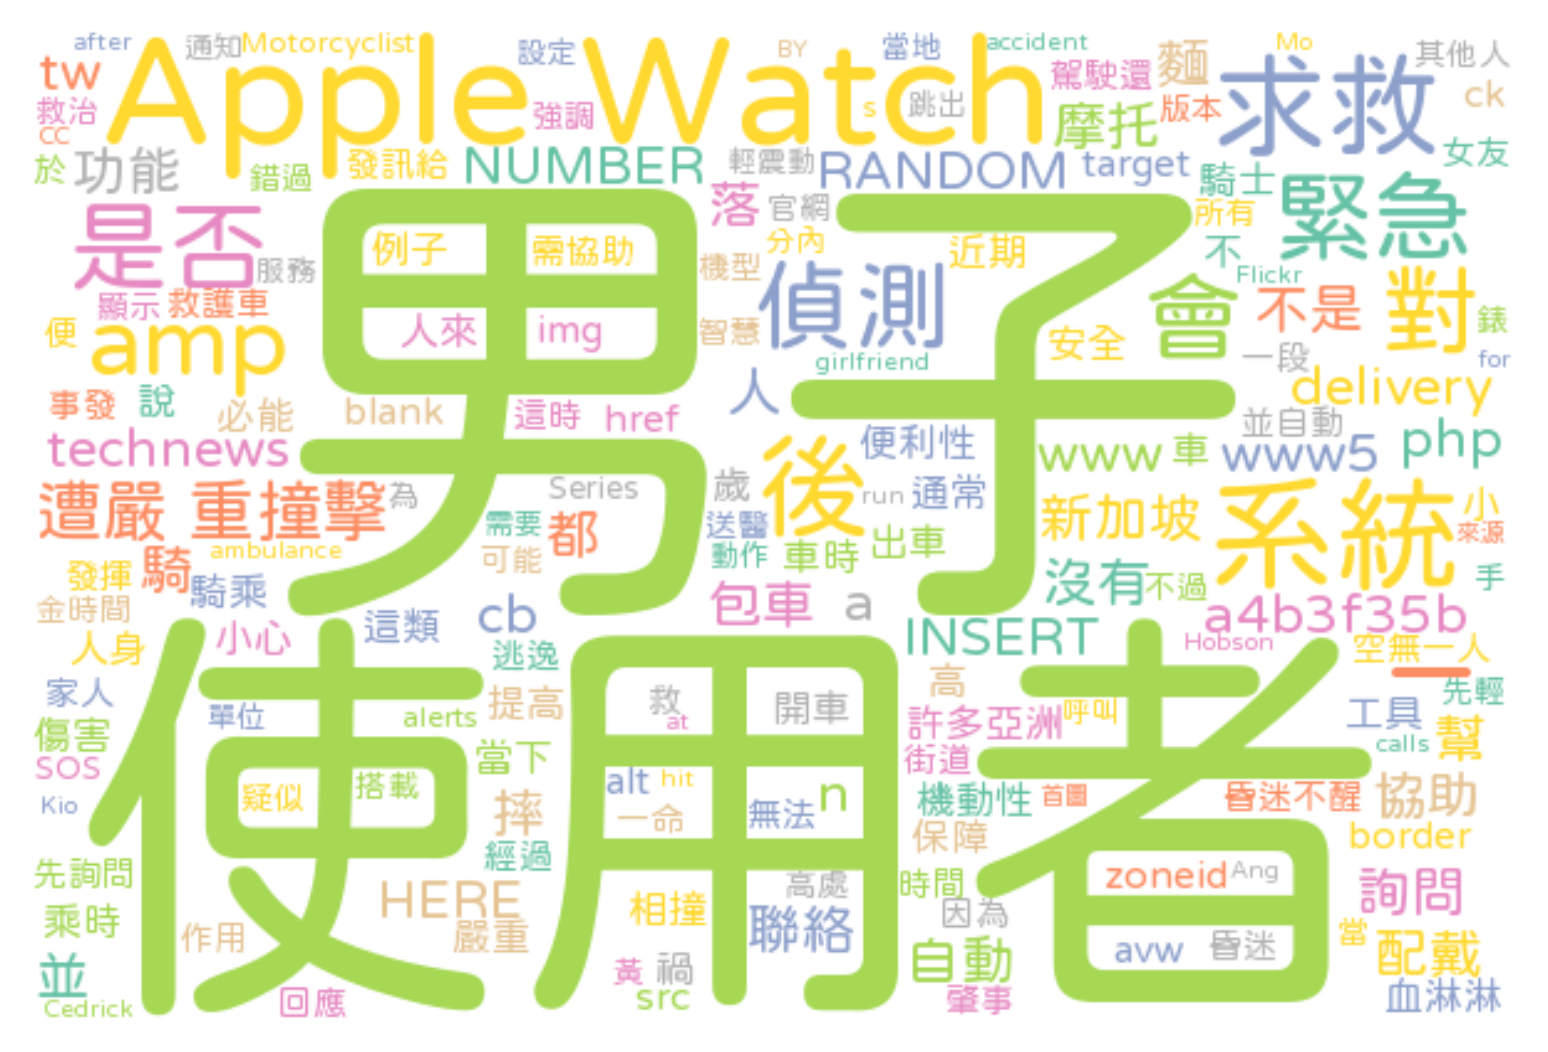 after 通知 Motorcyclist 設定 BY 當地 accident Mo 其他人
tw Apple Watch 駕駛還 麵 求救 ck
救治 強調 s 跳出 摩托 版本
CC
於 功能 錯過 發訊給 NUMBER 輕震動 RANDOM target 騎士 女友
是否 落 官網 所有 緊急
男子
例子 需協助 分內 近期 不
服務 機型 偵測 Flickr
顯示 救護車 會 不是 對 錶
便 amp 人來 img 智慧 安全 一段 for
girlfriend
事發 說 必能 blank 這時 href 人 delivery
並自動
technews 便利性 www 車 www5 php
遭嚴 重撞擊 為 Series 歲 後 run 通常 新加坡 系統 小
需要 都 送醫 來源
騎 ambulance 可能 動作 車時 出車
發揮 騎乘 沒有 不過 手
金時間 cb 包車 a a4b3f35b
小心 這類 INSERT Hobson
人身 逃逸 空無一人
使用者
家人 提高 救 開車 高 一 先輕
傷害 單位 alerts at 許多亞洲 呼叫 工具 幫
SOS 當下 街道 calls
Kio 疑似 搭載 alt hit 機動性 首圖 昏迷不醒 協助
摔 一命 無法 n 保障 border
先詢問 經過 高處 時間 zoneid Ang 詢問
乘時 HERE 相撞 聯絡 因為
作用 嚴重 自動 avw 昏迷 當 配戴
並 黃 禍
Cedrick 回應 src 肇事 血淋淋